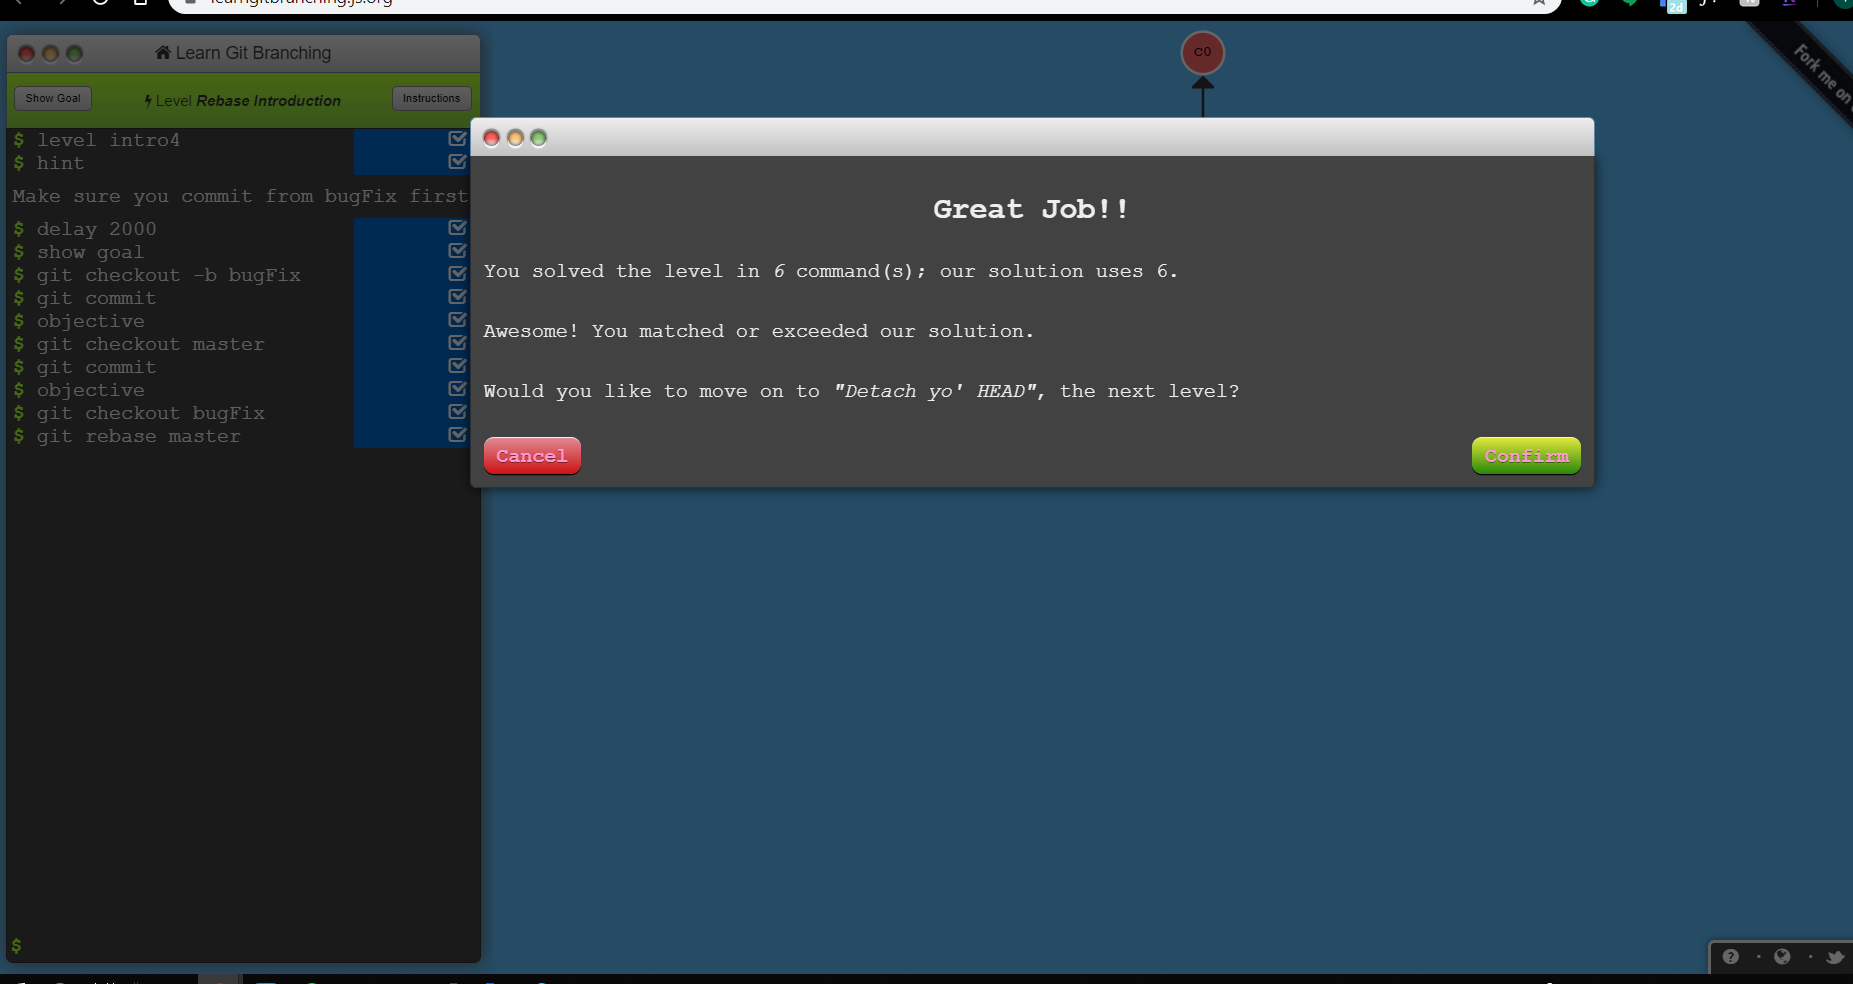 learngitbranching.js.org
2d
Learn Git Branching
Show Goal
Level Rebase Introduction
Instructions
$ level intro4
$ hint
Make sure you commit from bugFix first
$ delay 2000
$ show goal
$ git checkout -b bugFix
$ git commit
$ objective
$ git checkout master
$ git commit
$ objective
$ git checkout bugFix
$ git rebase master
$
C0
Fork me on
Great Job!!
You solved the level in 6 command(s); our solution uses 6.
Awesome! You matched or exceeded our solution.
Would you like to move on to "Detach yo' HEAD", the next level?
Cancel
Confirm
?